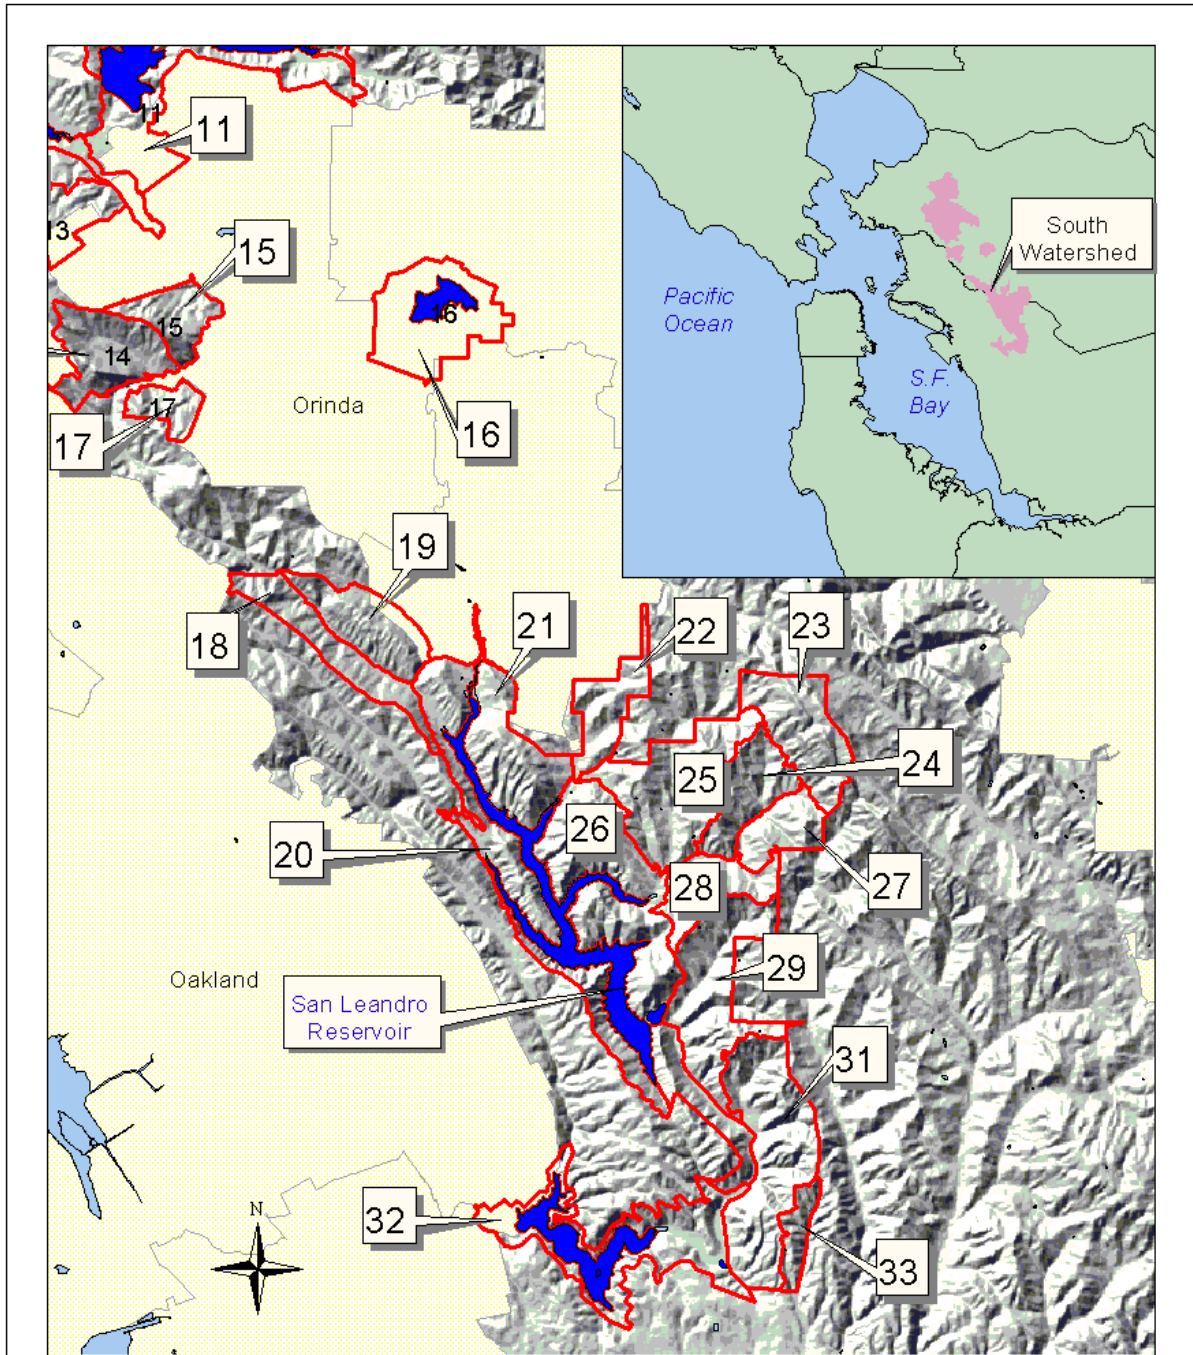 11
11
13
15
15
14
16
16
17
17
Orinda
South
Watershed
Pacific
Ocean
S.F.
Bay
19
18
21
22
23
24
25
26
20
27
28
29
Oakland
San Leandro
Reservoir
31
32
33
N